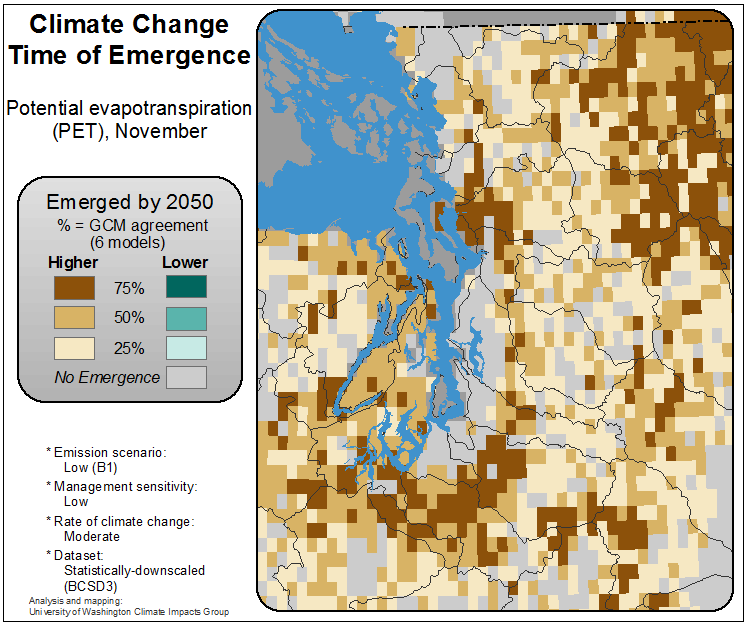 Climate Change
Time of Emergence
Potential evapotranspiration
(PET), November
Emerged by 2050
% = GCM agreement
(6 models)
Higher Lower
75%
50%
25%
No Emergence
* Emission scenario:
Low (B1)
* Management sensitivity:
Low
* Rate of climate change:
Moderate
* Dataset:
Statistically-downscaled
(BCSD3)
Analysis and mapping:
University of Washington Climate Impacts Group